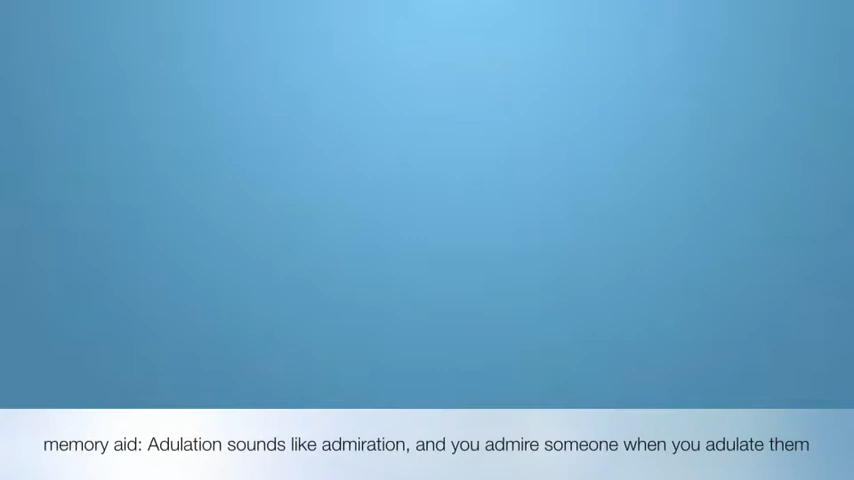 memory aid: Adulation sounds like admiration, and you admire someone when you adulate them